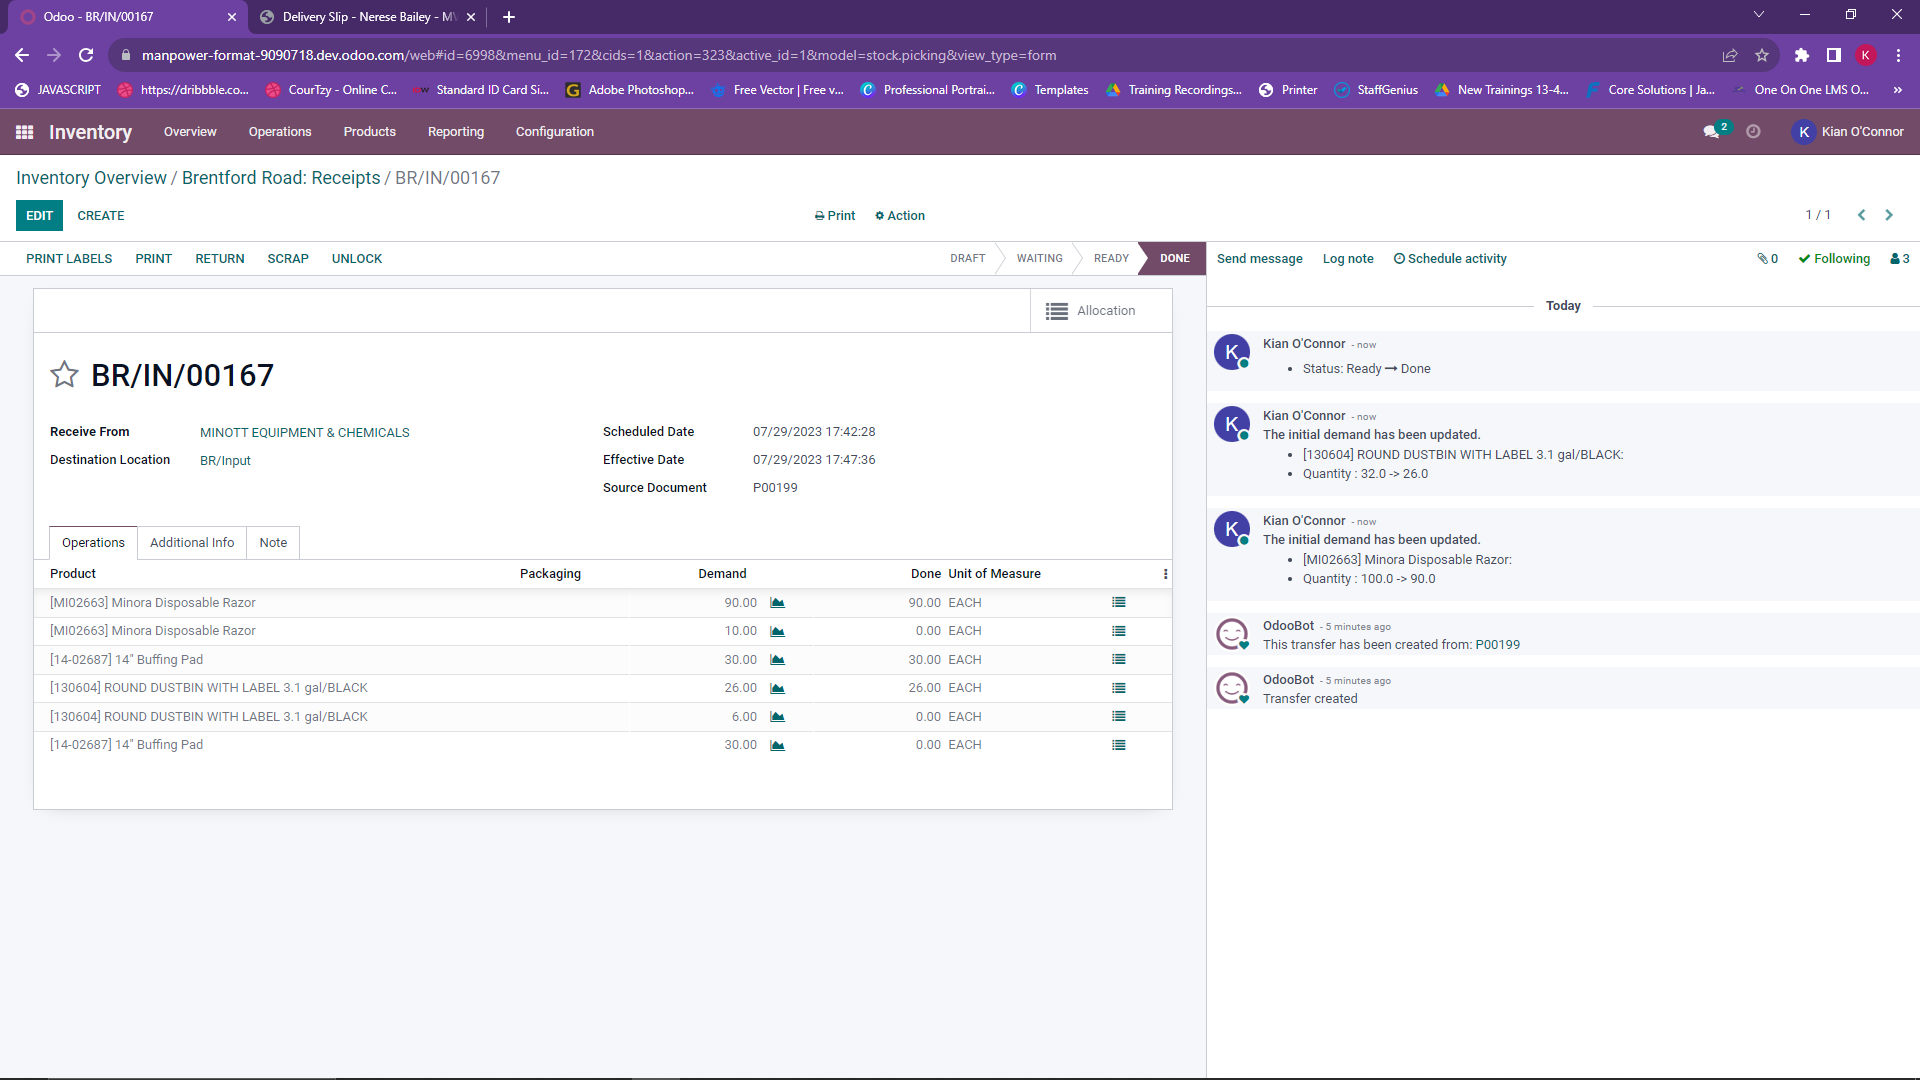 Odoo - BR/IN/00167
Delivery Slip - Nerese Bailey - M
manpower-format-9090718.dev.odoo.com/web#id=6998&menu_id=172&cids=1&action=323&active_id=1&model=stock.picking&view_type=form
K
JAVASCRIPT
https://dribbble.co...
CourTzy - Online C...
Standard ID Card Si...
Adobe Photoshop...
Free Vector | Free v...
Professional Portrai...
Templates
Training Recordings...
Printer
StaffGenius
New Trainings 13-4...
Core Solutions | Ja...
One On One LMS O...
»
Inventory
Overview
Operations
Products
Reporting
Configuration
2
K
Kian O'Connor
Inventory Overview / Brentford Road: Receipts / BR/IN/00167
EDIT
CREATE
Print
Action
1 / 1
PRINT LABELS
PRINT
RETURN
SCRAP
UNLOCK
DRAFT
WAITING
READY
DONE
Send message
Log note
Schedule activity
0
Following
3
Allocation
BR/IN/00167
Receive From
MINOTT EQUIPMENT & CHEMICALS
Destination Location
BR/Input
Scheduled Date
07/29/2023 17:42:28
Effective Date
07/29/2023 17:47:36
Source Document
P00199
Operations
Additional Info
Note
Product Packaging Demand Done Unit of Measure
[MI02663] Minora Disposable Razor 90.00 90.00 EACH
[MI02663] Minora Disposable Razor 10.00 0.00 EACH
[14-02687] 14" Buffing Pad 30.00 30.00 EACH
[130604] ROUND DUSTBIN WITH LABEL 3.1 gal/BLACK 26.00 26.00 EACH
[130604] ROUND DUSTBIN WITH LABEL 3.1 gal/BLACK 6.00 0.00 EACH
[14-02687] 14" Buffing Pad 30.00 0.00 EACH
Today
K
Kian O'Connor - now
• Status: Ready → Done
K
Kian O'Connor - now
The initial demand has been updated.
• [130604] ROUND DUSTBIN WITH LABEL 3.1 gal/BLACK:
• Quantity : 32.0 -> 26.0
K
Kian O'Connor - now
The initial demand has been updated.
• [MI02663] Minora Disposable Razor:
• Quantity : 100.0 -> 90.0
OdooBot - 5 minutes ago
This transfer has been created from: P00199
OdooBot - 5 minutes ago
Transfer created